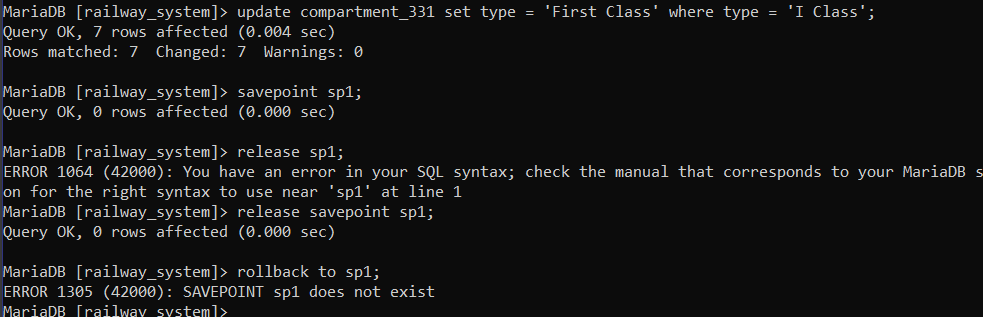 MariaDB [railway_system]> update compartment_331 set type = 'First Class' where type = 'I Class';
Query OK, 7 rows affected (0.004 sec)
Rows matched: 7  Changed: 7  Warnings: 0
MariaDB [railway_system]> savepoint sp1;
Query OK, 0 rows affected (0.000 sec)
MariaDB [railway_system]> release sp1;
ERROR 1064 (42000): You have an error in your SQL syntax; check the manual that corresponds to your MariaDB s
on for the right syntax to use near 'sp1' at line 1
MariaDB [railway_system]> release savepoint sp1;
Query OK, 0 rows affected (0.000 sec)
MariaDB [railway_system]> rollback to sp1;
ERROR 1305 (42000): SAVEPOINT sp1 does not exist
MariaDB [railway_system]>